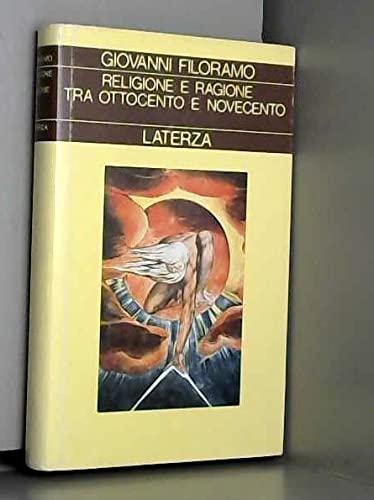 GIOVANNI FILORAMO
RELIGIONE E RAGIONE
TRA OTTOCENTO E NOVECENTO
LATERZA